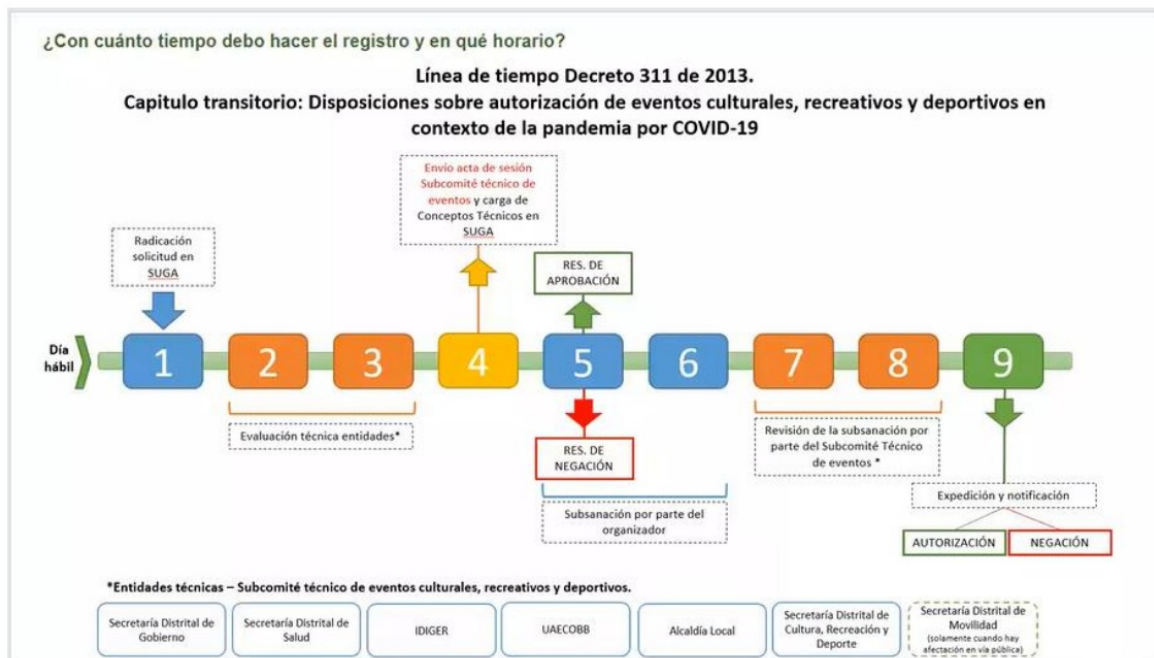 ¿Con cuánto tiempo debo hacer el registro y en qué horario?
Línea de tiempo Decreto 311 de 2013.
Capitulo transitorio: Disposiciones sobre autorización de eventos culturales, recreativos y deportivos en
contexto de la pandemia por COVID-19
Envío acta de sesión
Subcomité técnico de
eventos y carga de
Conceptos Técnicos en
SUGA
Radicación
solicitud en
SUGA
RES. DE
APROBACIÓN
Día
hábil
1
2
3
4
5
6
7
8
9
Evaluación técnica entidades*
RES. DE
NEGACIÓN
Subsanación por parte del
organizador
Revisión de la subsanación por
parte del Subcomité Técnico
de eventos *
Expedición y notificación
AUTORIZACIÓN
NEGACIÓN
*Entidades técnicas – Subcomité técnico de eventos culturales, recreativos y deportivos.
Secretaría Distrital de
Gobierno
Secretaría Distrital de
Salud
IDIGER
UAECOBB
Alcaldía Local
Secretaría Distrital de
Cultura, Recreación y
Deporte
Secretaría Distrital de
Movilidad
(solamente cuando hay
afectación en vía pública)